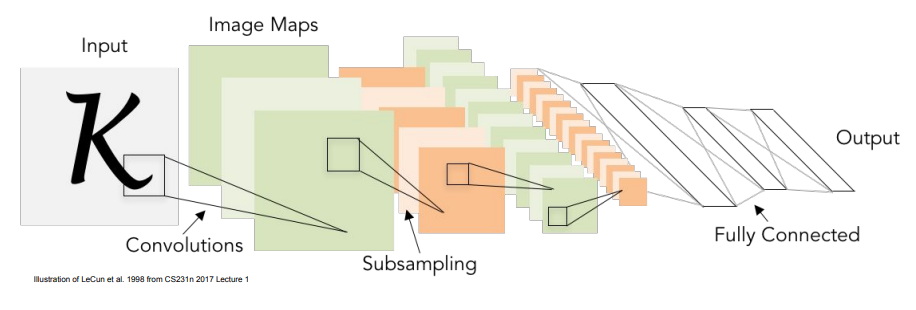 Image Maps
Input
K
Output
Convolutions
Subsampling
Fully Connected
Illustration of LeCun et al. 1998 from CS231n 2017 Lecture 1